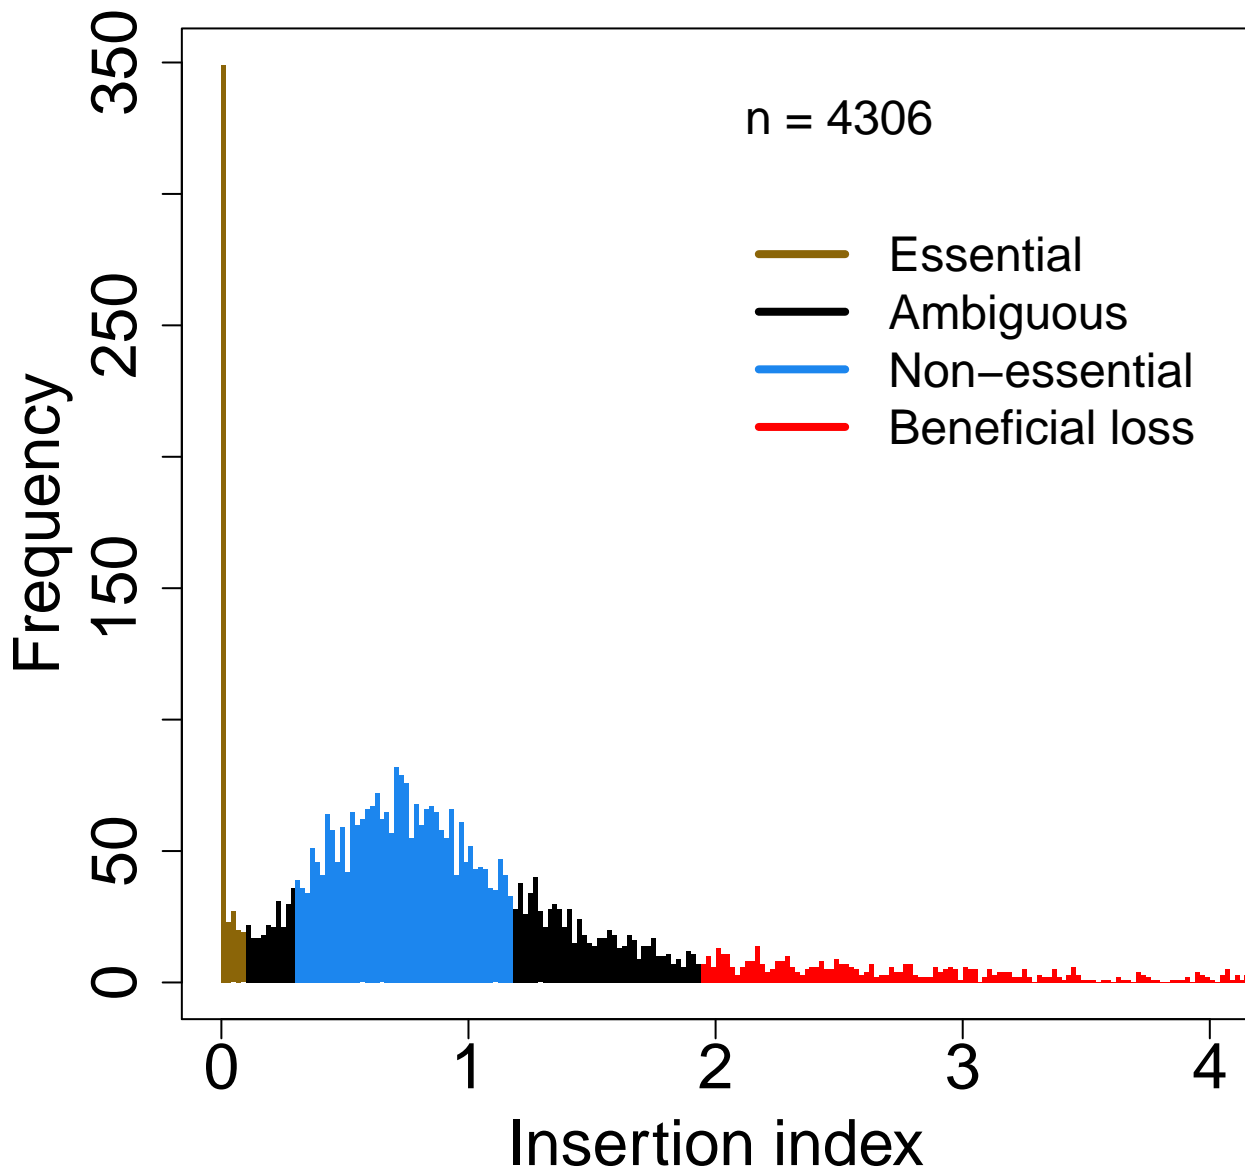 n = 4306
Essential
Ambiguous
Non−essential
Beneficial loss
Frequency
350
250
150
50
0
0 1 2 3 4
Insertion index